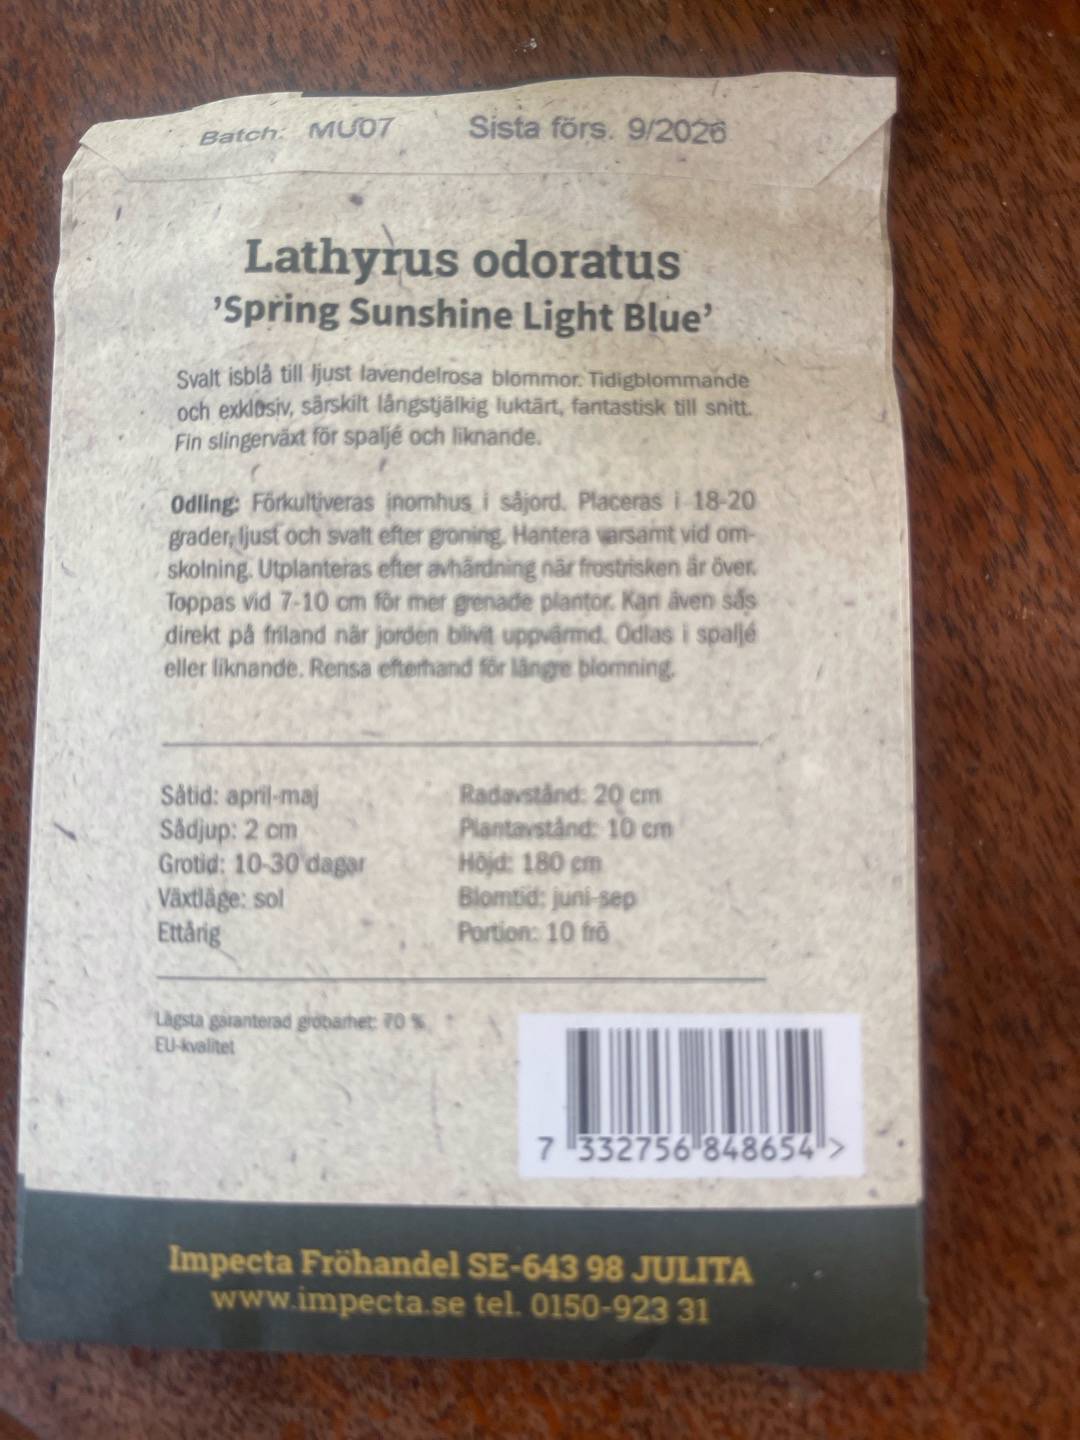 Batch: MU07 Sista förs. 9/2026
Lathyrus odoratus
’Spring Sunshine Light Blue’
Svalt isblå till ljust lavendelrosa blommor. Tidigblommande
och exklusiv, särskilt långstjälkig luktärt, fantastisk till snitt.
Fin slingerväxt för spaljé och liknande.
Odling: Förkultiveras inomhus i såjord. Placeras i 18-20
grader, ljust och svalt efter groning. Hantera varsamt vid om-
skolning. Utplanteras efter avhärdning när frostrisken är över.
Toppas vid 7-10 cm för mer grenade plantor. Kan även sås
direkt på friland när jorden blivit uppvärmd. Odlas i spaljé
eller liknande. Rensa efterhand för längre blomning.
Såtid: april-maj
Sådjup: 2 cm
Grotid: 10-30 dagar
Växtläge: sol
Ettårig
Radavstånd: 20 cm
Plantavstånd: 10 cm
Höjd: 180 cm
Blomtid: juni-sep
Portion: 10 frö
Lägsta garanterad grobarhet: 70 %
EU-kvalitet
7 332756 848654 >
Impecta Fröhandel SE-643 98 JULITA
www.impecta.se tel. 0150-923 31